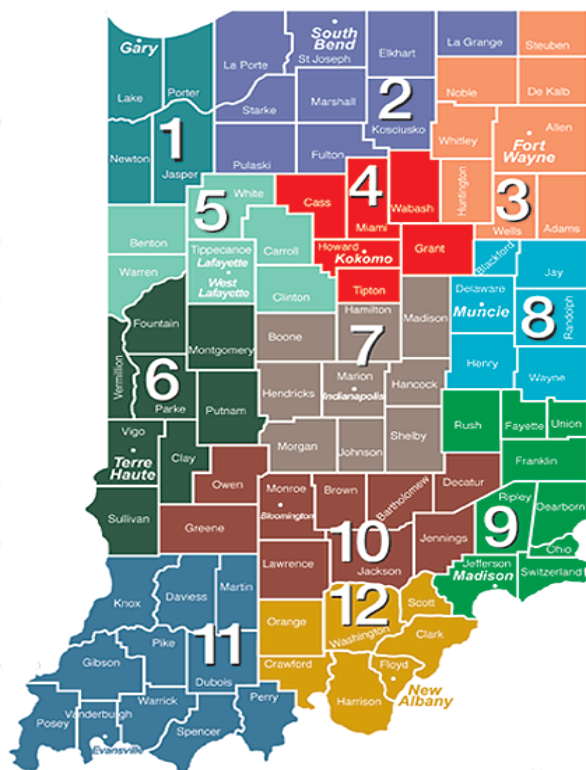 Gary
Lake
Porter
Newton
Jasper
1
La Porte
South
Bend
St Joseph
Elkhart
Starke
Marshall
2
Kosciusko
Pulaski
Fulton
La Grange
Steuben
Noble
De Kalb
Whitley
Allen
Fort
Wayne
Huntington
3
Wells
Adams
Cass
4
Miami
Wabash
Howard
Kokomo
Grant
Tipton
White
5
Benton
Tippecanoe
Lafayette
West
Lafayette
Carroll
Warren
Clinton
Fountain
Montgomery
Vermillion
6
Parke
Putnam
Vigo
Terre
Haute
Clay
Sullivan
Hamilton
Madison
Boone
7
Hendricks
Marion
Indianapolis
Hancock
Morgan
Johnson
Shelby
Blackford
Jay
Delaware
Muncie
8
Randolph
Henry
Wayne
Rush
Fayette
Union
Franklin
Ripley
Dearborn
9
Ohio
Jefferson
Madison
Switzerland
Owen
Greene
Monroe
Bloomington
Brown
Bartholomew
Decatur
Jennings
10
Lawrence
Jackson
Knox
Daviess
Martin
Gibson
Pike
11
Dubois
Posey
Vanderburgh
Evansville
Warrick
Spencer
Perry
Orange
12
Washington
Scott
Clark
Crawford
Harrison
Floyd
New
Albany